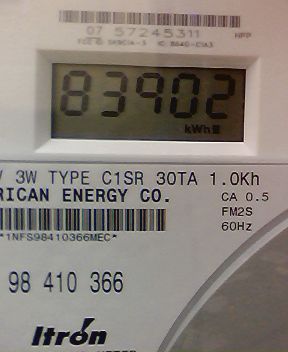 07 57245311
83902
kWh
3W TYPE C1SR 30TA 1.0Kh
RICAN ENERGY CO.
CA 0.5
FM2S
60Hz
*1NFS98410366MEC*
98 410 366
Itron